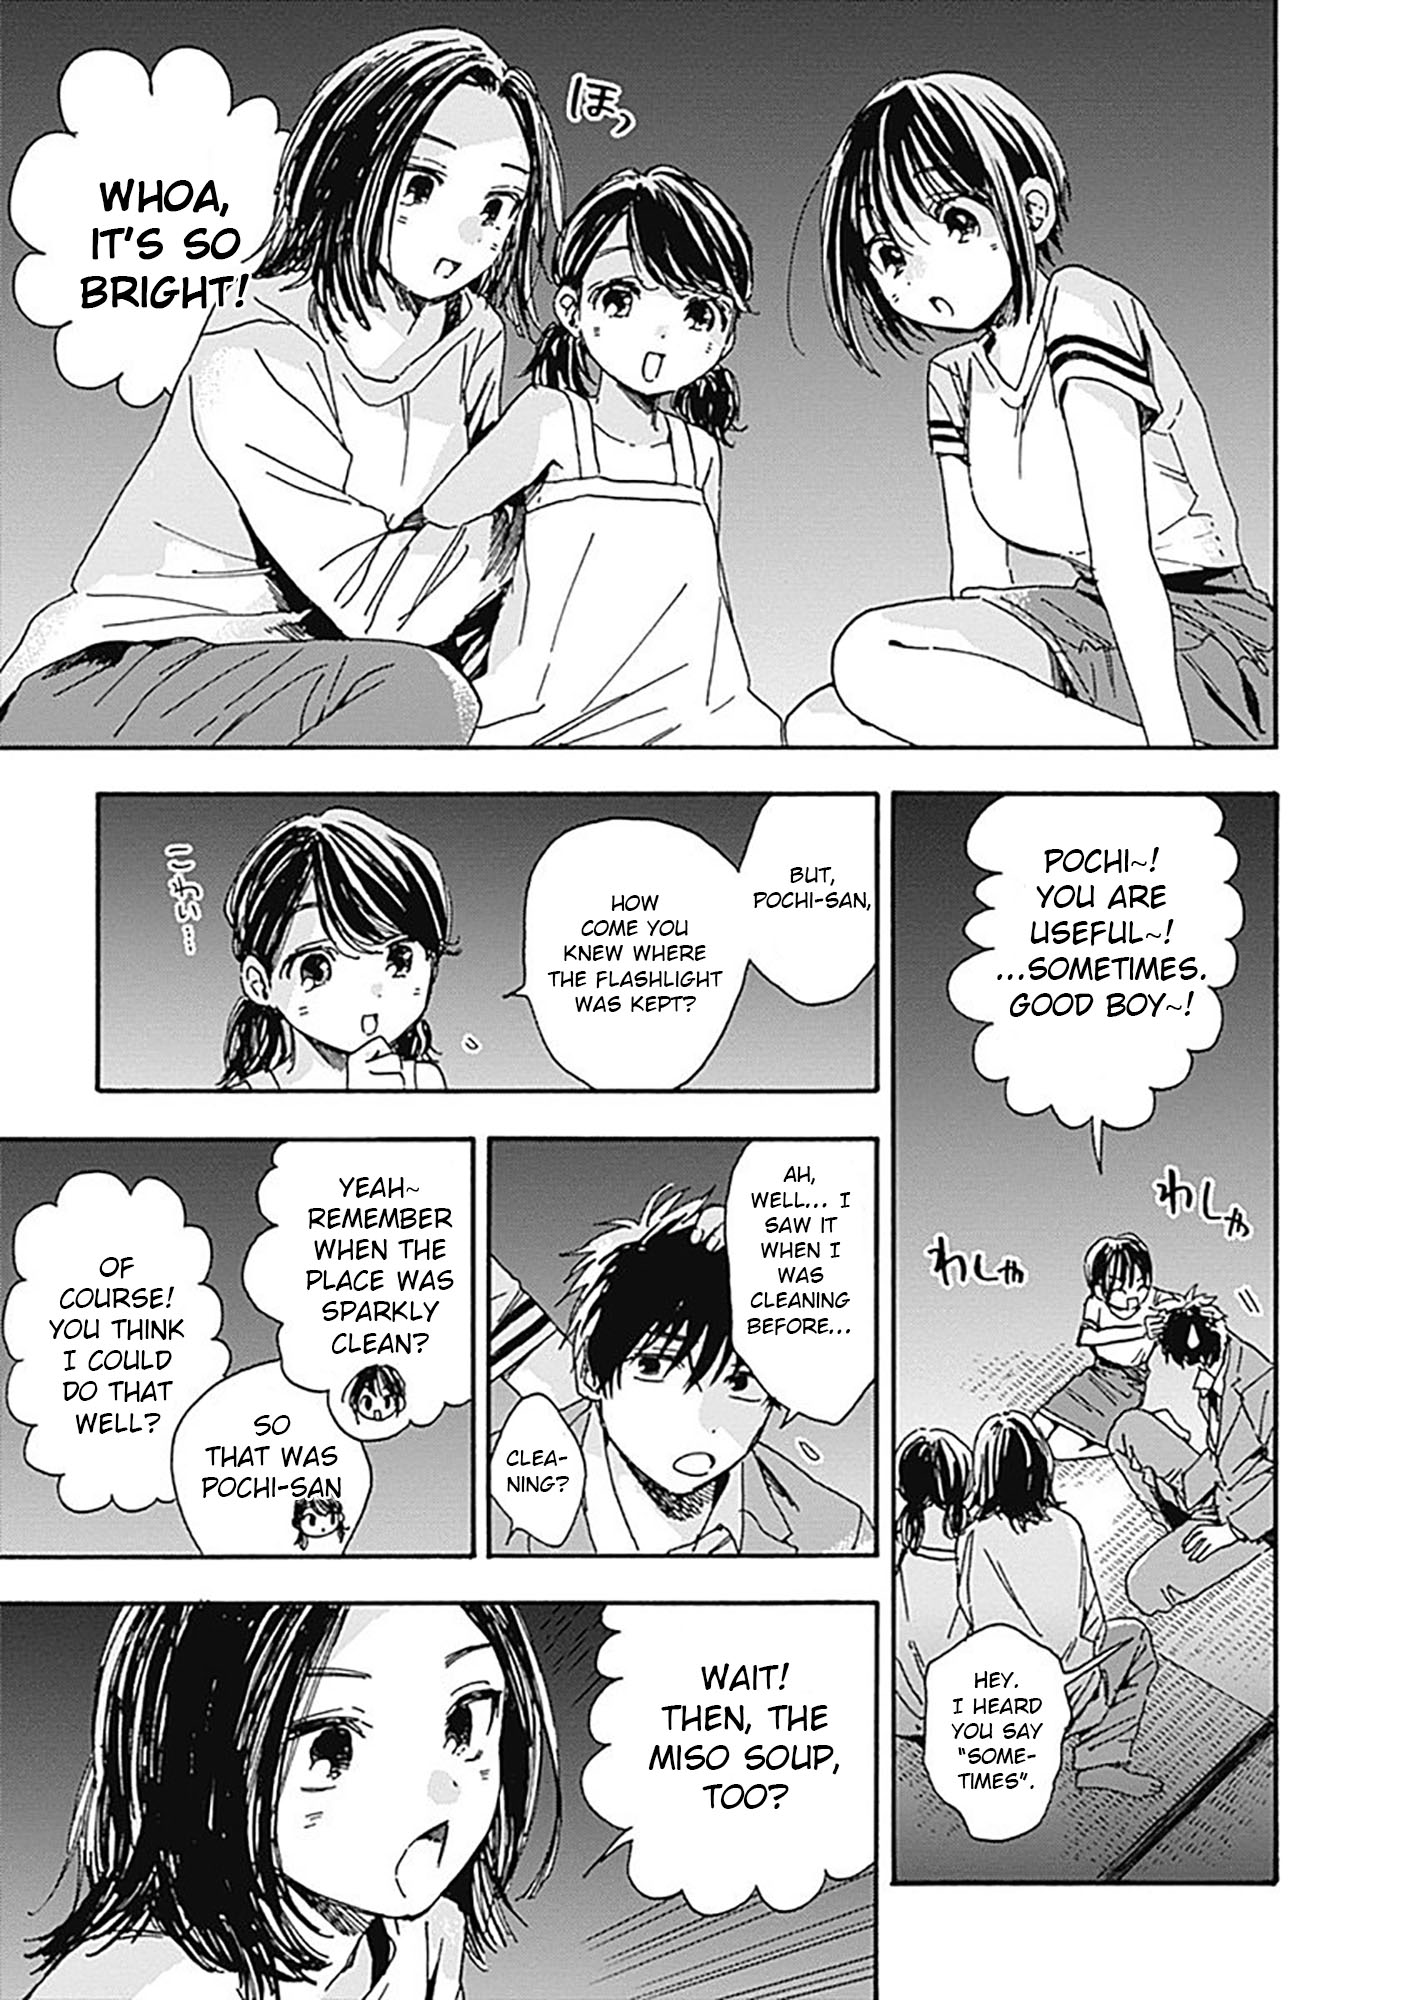 WHOA,
IT'S SO
BRIGHT!
ほっ
POCHI~!
YOU ARE
USEFUL~!
...SOMETIMES.
GOOD BOY~!
わしゃ
わしゃ
HEY.
I HEARD
YOU SAY
"SOME-
TIMES".
BUT,
POCHI-SAN,
HOW
COME YOU
KNEW WHERE
THE FLASHLIGHT
WAS KEPT?
こわい…
AH,
WELL... I
SAW IT
WHEN I
WAS
CLEANING
BEFORE...
CLEA-
NING?
YEAH~
REMEMBER
WHEN THE
PLACE WAS
SPARKLY
CLEAN?
SO
THAT WAS
POCHI-SAN
OF
COURSE!
YOU THINK
I COULD
DO THAT
WELL?
WAIT!
THEN, THE
MISO SOUP,
TOO?